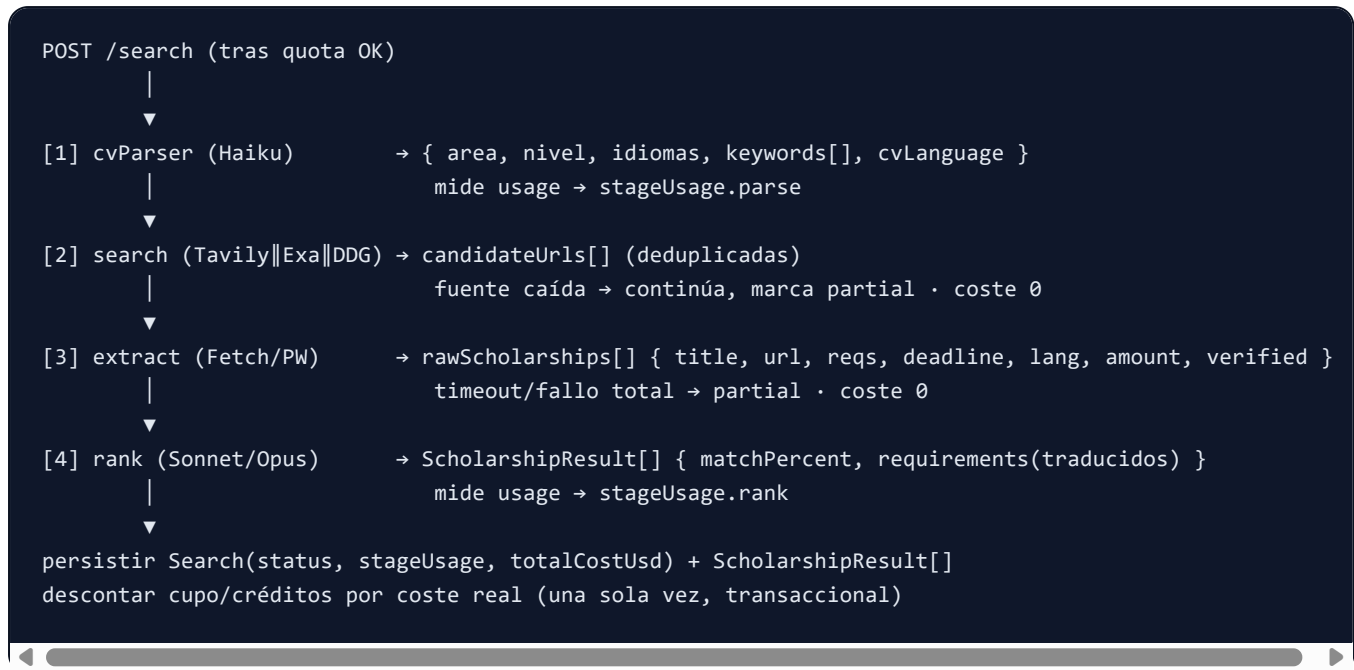 POST /search (tras quota OK)
│
▼
[1] cvParser (Haiku) → { area, nivel, idiomas, keywords[], cvLanguage }
│ mide usage → stageUsage.parse
▼
[2] search (Tavily‖Exa‖DDG) → candidateUrls[] (deduplicadas)
│ fuente caída → continúa, marca partial · coste 0
▼
[3] extract (Fetch/PW) → rawScholarships[] { title, url, reqs, deadline, lang, amount, verified }
│ timeout/fallo total → partial · coste 0
▼
[4] rank (Sonnet/Opus) → ScholarshipResult[] { matchPercent, requirements(traducidos) }
│ mide usage → stageUsage.rank
▼
persistir Search(status, stageUsage, totalCostUsd) + ScholarshipResult[]
descontar cupo/créditos por coste real (una sola vez, transaccional)